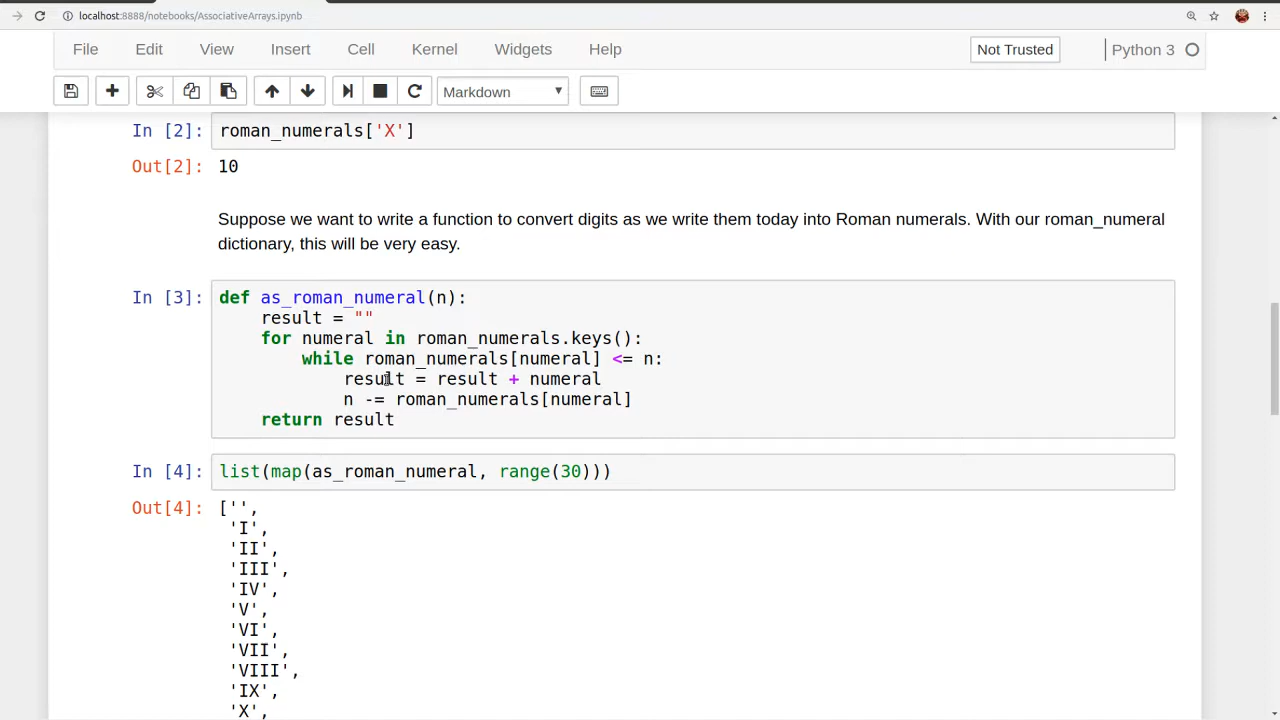 localhost:8888/notebooks/AssociativeArrays.ipynb
File Edit View Insert Cell Kernel Widgets Help Not Trusted Python 3
Markdown
In [2]: roman_numerals['X']
Out[2]: 10
Suppose we want to write a function to convert digits as we write them today into Roman numerals. With our roman_numeral
dictionary, this will be very easy.
In [3]: def as_roman_numeral(n):
    result = ""
    for numeral in roman_numerals.keys():
        while roman_numerals[numeral] <= n:
            result = result + numeral
            n -= roman_numerals[numeral]
    return result
In [4]: list(map(as_roman_numeral, range(30)))
Out[4]: ['',
 'I',
 'II',
 'III',
 'IV',
 'V',
 'VI',
 'VII',
 'VIII',
 'IX',
 'X',